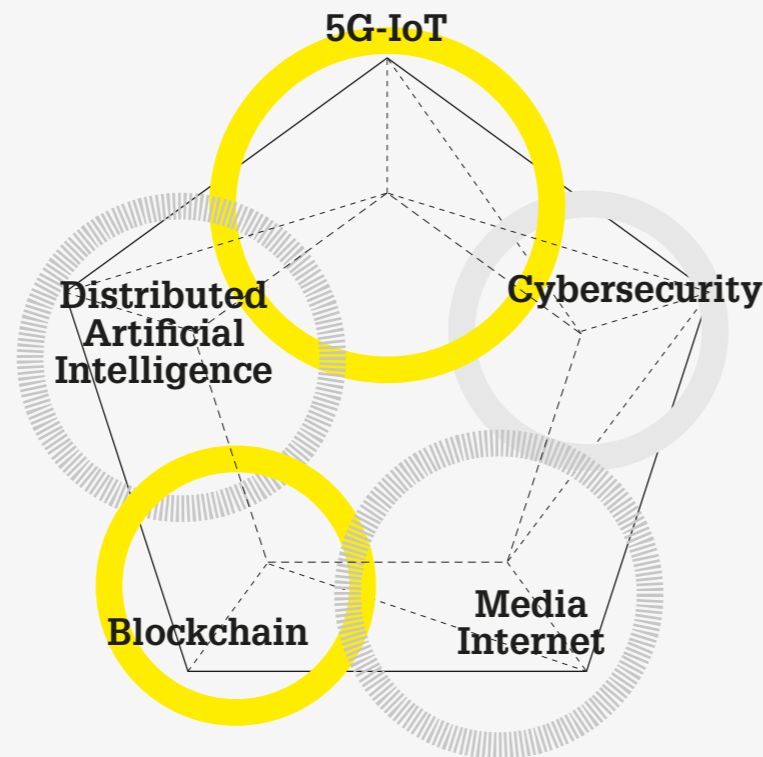 5G-IoT
Distributed
Artificial
Intelligence
Cybersecurity
Blockchain
Media
Internet